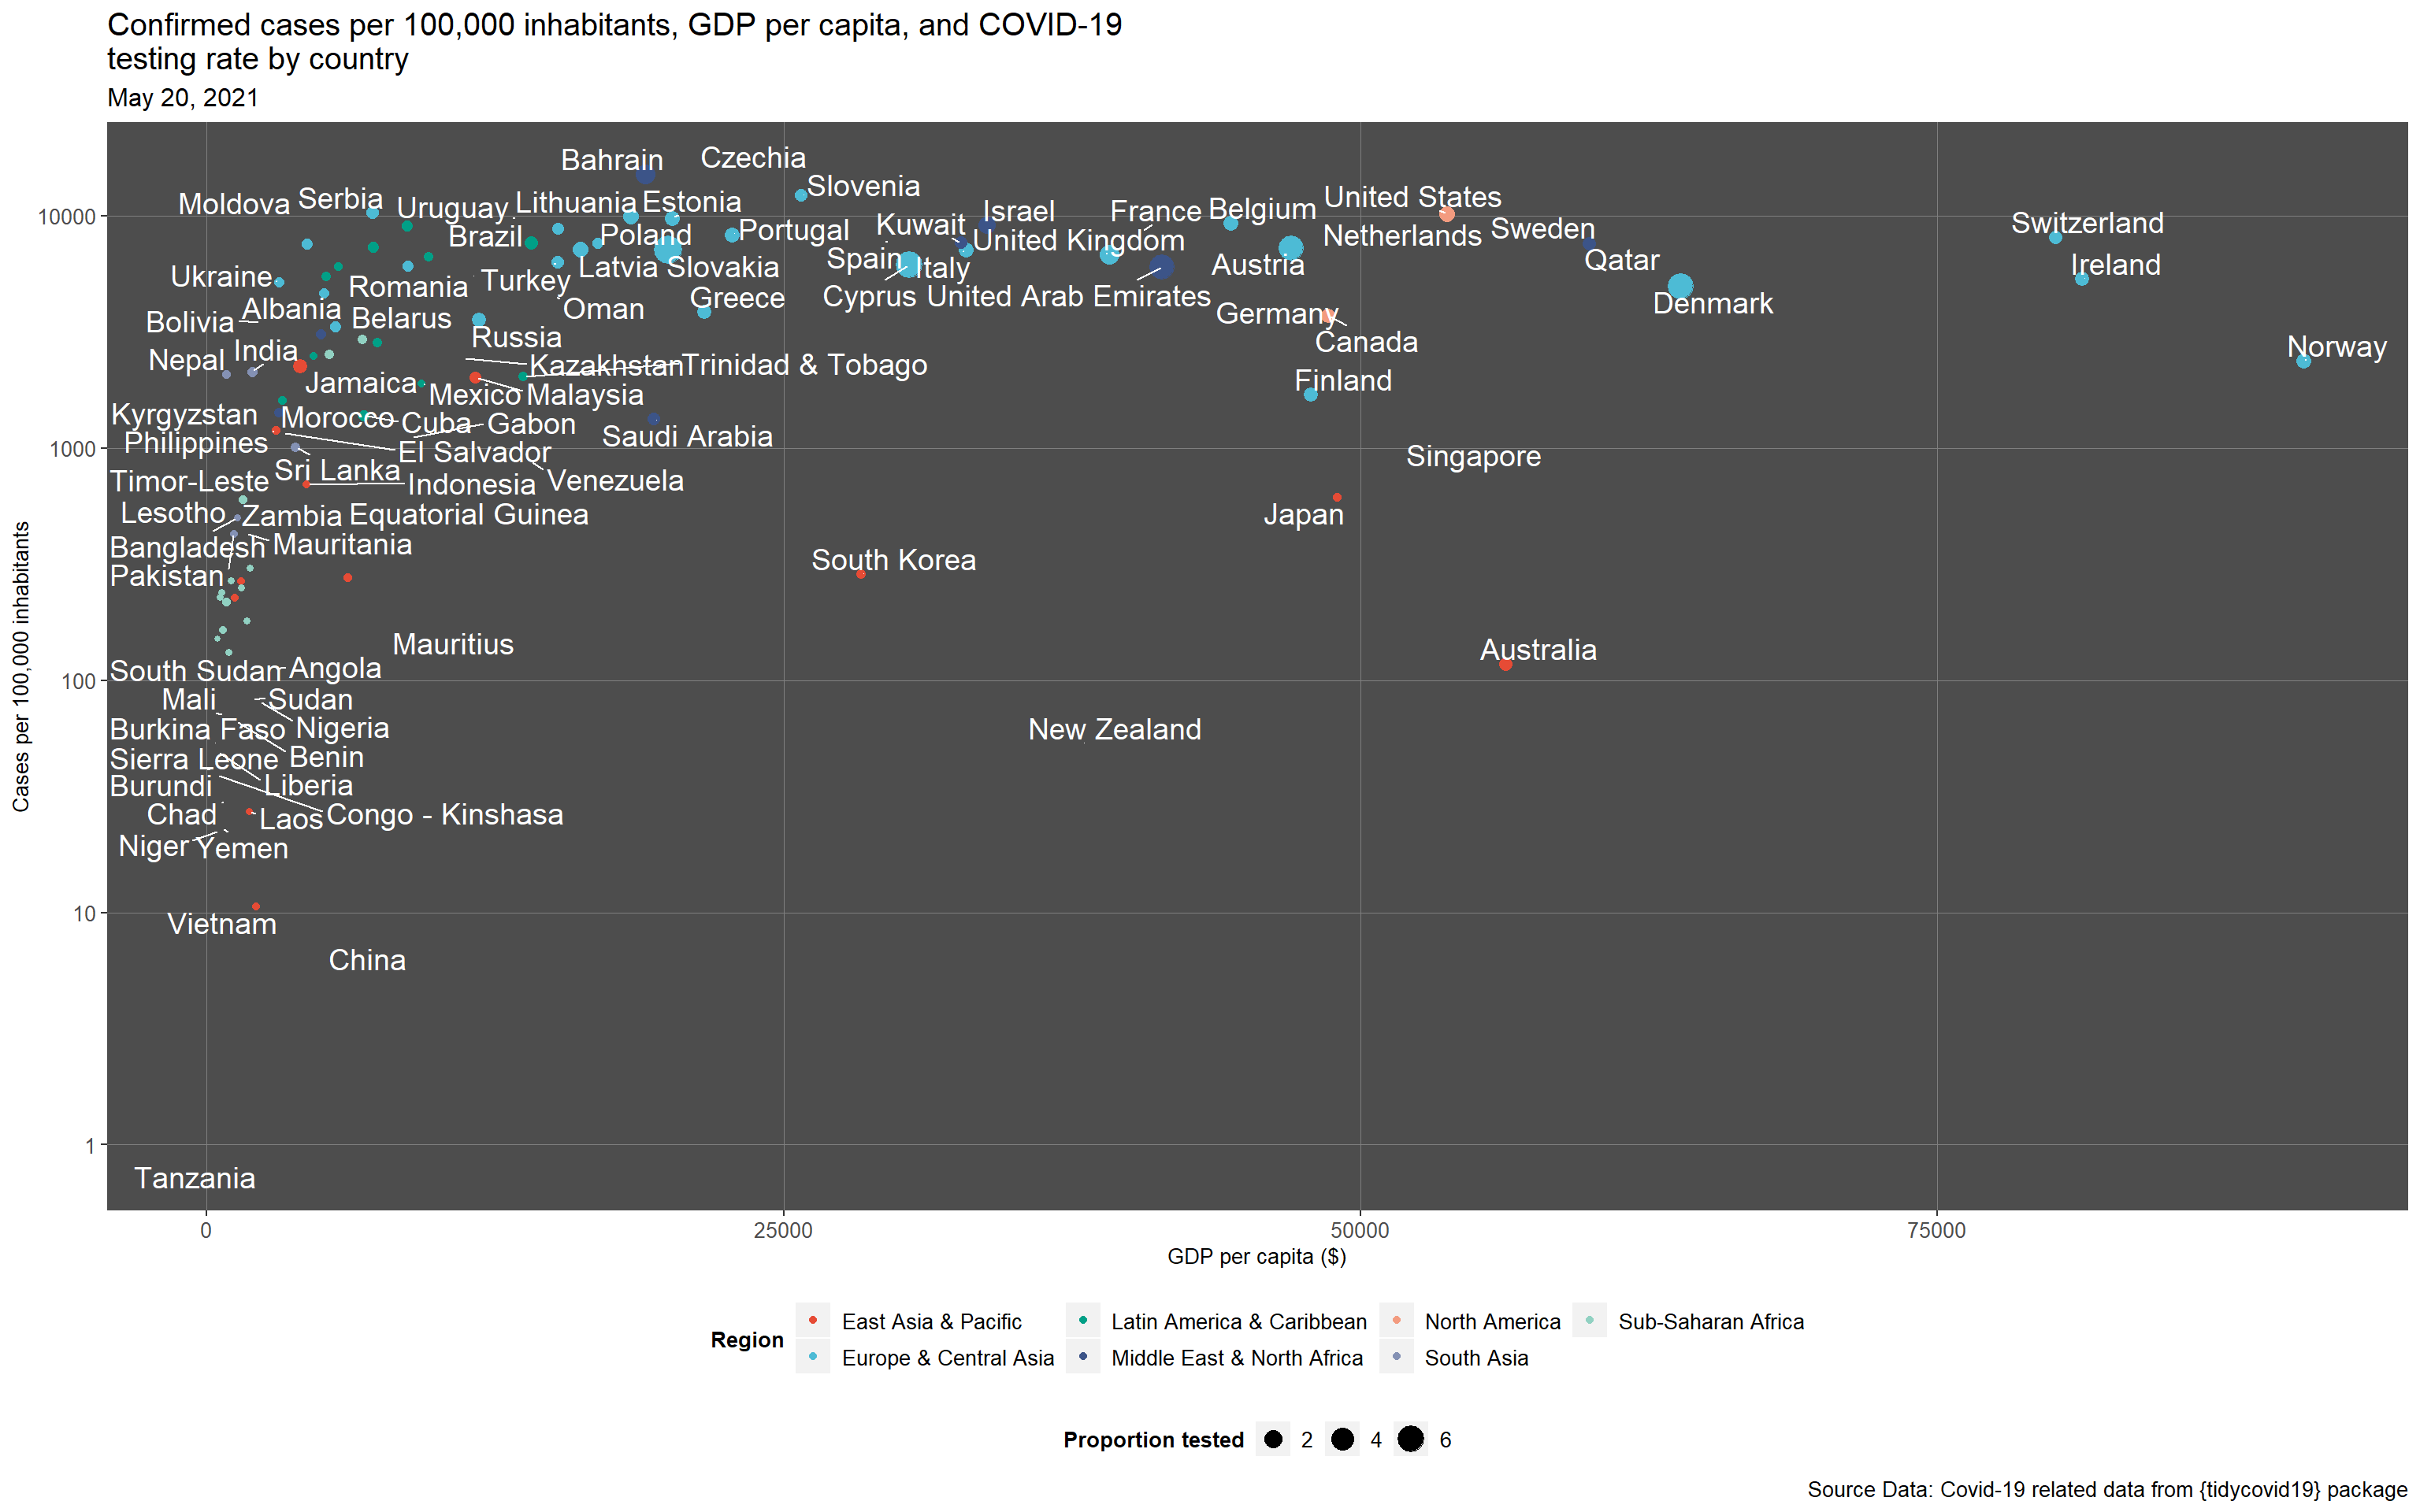 Confirmed cases per 100,000 inhabitants, GDP per capita, and COVID-19
testing rate by country
May 20, 2021
Cases per 100,000 inhabitants
10000
1000
100
10
1
Bahrain
Czechia
Slovenia
Moldova
Serbia
Uruguay
Lithuania
Estonia
Brazil
Poland
Portugal
Kuwait
Israel
France
Belgium
United States
United Kingdom
Netherlands
Sweden
Switzerland
Ukraine
Romania
Turkey
Latvia
Slovakia
Spain
Italy
Austria
Qatar
Ireland
Albania
Oman
Greece
Cyprus
United Arab Emirates
Denmark
Bolivia
Belarus
Russia
Germany
Canada
Nepal
India
Kazakhstan
Trinidad & Tobago
Norway
Jamaica
Mexico
Malaysia
Finland
Kyrgyzstan
Morocco
Cuba
Gabon
Saudi Arabia
Philippines
El Salvador
Singapore
Sri Lanka
Timor-Leste
Indonesia
Venezuela
Lesotho
Zambia
Equatorial Guinea
Japan
Bangladesh
Mauritania
Pakistan
South Korea
Mauritius
Australia
South Sudan
Angola
Mali
Sudan
Burkina Faso
Nigeria
New Zealand
Sierra Leone
Benin
Burundi
Liberia
Chad
Laos
Congo - Kinshasa
Niger
Yemen
Vietnam
China
Tanzania
0
25000
50000
75000
GDP per capita ($)
Region
East Asia & Pacific
Latin America & Caribbean
North America
Sub-Saharan Africa
Europe & Central Asia
Middle East & North Africa
South Asia
Proportion tested
2
4
6
Source Data: Covid-19 related data from {tidycovid19} package